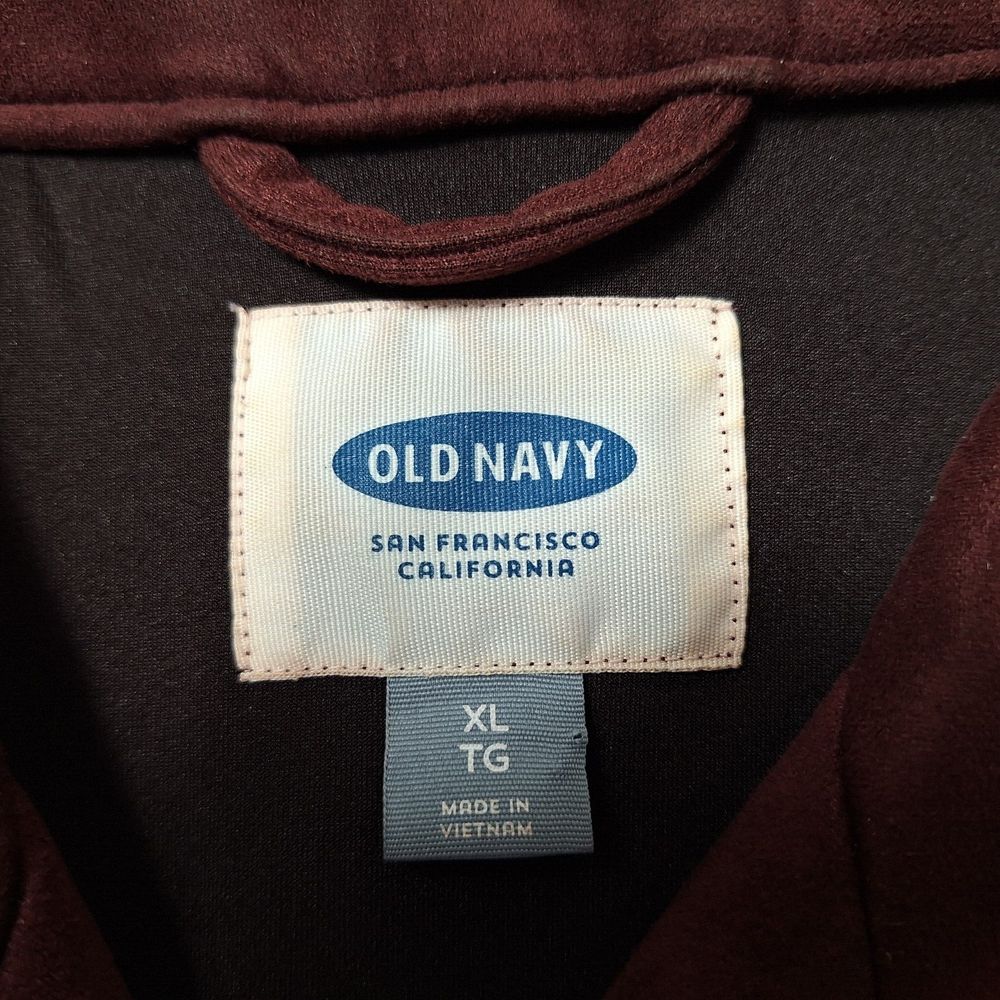 OLD NAVY
SAN FRANCISCO
CALIFORNIA
XL
TG
MADE IN
VIETNAM